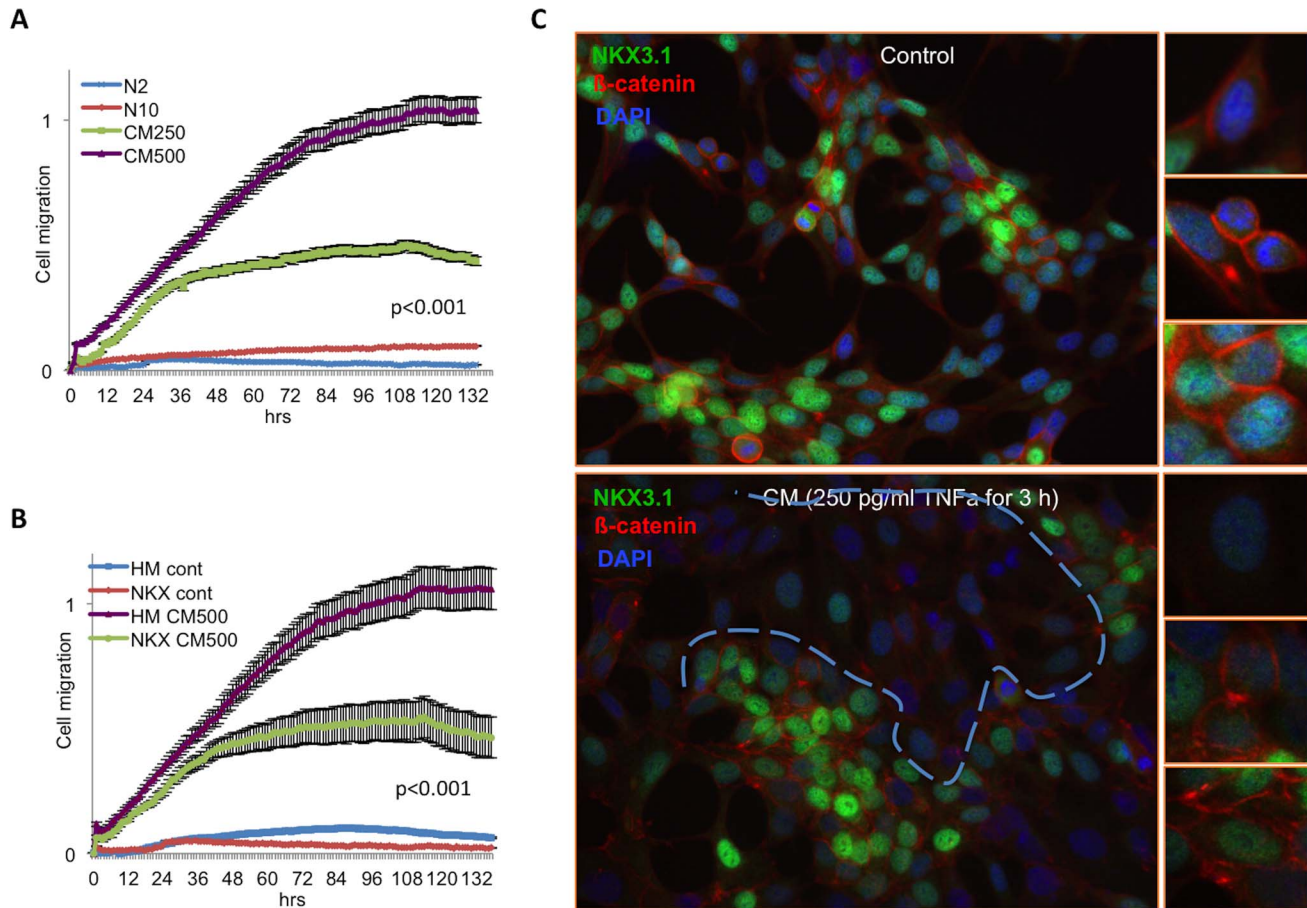 A
N2
N10
CM250
CM500
1
Cell migration
p<0.001
0
0 12 24 36 48 60 72 84 96 108 120 132
hrs
B
HM cont
NKX cont
HM CM500
NKX CM500
1
Cell migration
p<0.001
0
0 12 24 36 48 60 72 84 96 108 120 132
hrs
C
NKX3.1 Control
ß-catenin
DAPI
NKX3.1 CM (250 pg/ml TNFa for 3 h)
ß-catenin
DAPI